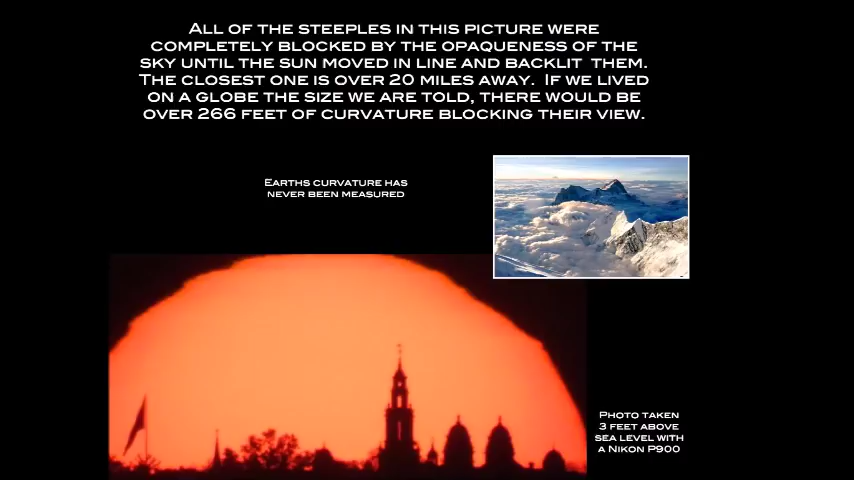 ALL OF THE STEEPLES IN THIS PICTURE WERE
COMPLETELY BLOCKED BY THE OPAQUENESS OF THE
SKY UNTIL THE SUN MOVED IN LINE AND BACKLIT THEM.
THE CLOSEST ONE IS OVER 20 MILES AWAY. IF WE LIVED
ON A GLOBE THE SIZE WE ARE TOLD, THERE WOULD BE
OVER 266 FEET OF CURVATURE BLOCKING THEIR VIEW.
EARTHS CURVATURE HAS
NEVER BEEN MEASURED
PHOTO TAKEN
3 FEET ABOVE
SEA LEVEL WITH
A NIKON P900